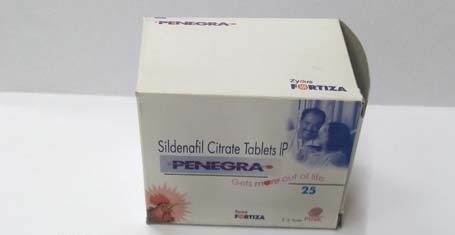 PENEGRA
Zydus
FORTIZA
Sildenafil Citrate Tablets IP
PENEGRA
Gets more out of life
25
Zydus
FORTIZA